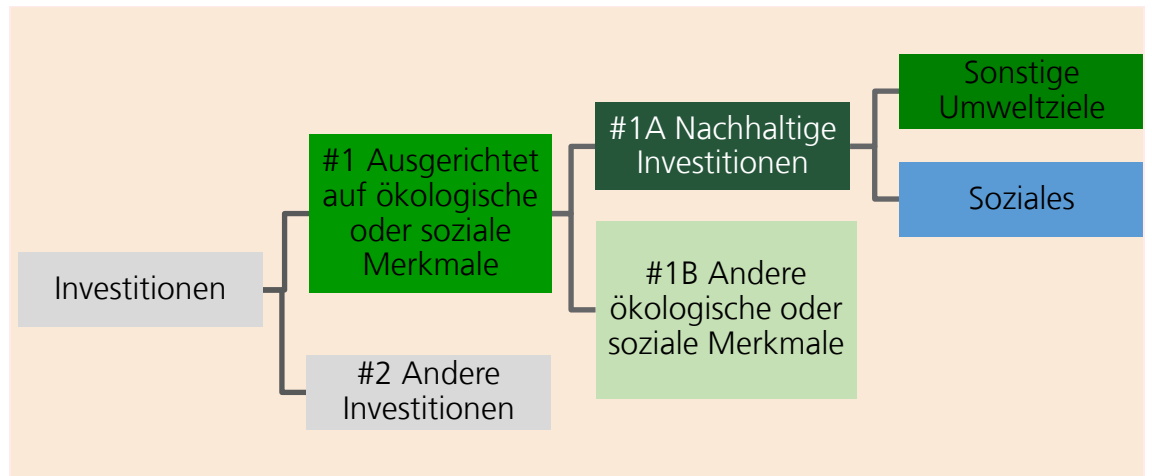 Investitionen
#1 Ausgerichtet
auf ökologische
oder soziale
Merkmale
#2 Andere
Investitionen
#1A Nachhaltige
Investitionen
#1B Andere
ökologische oder
soziale Merkmale
Sonstige
Umweltziele
Soziales